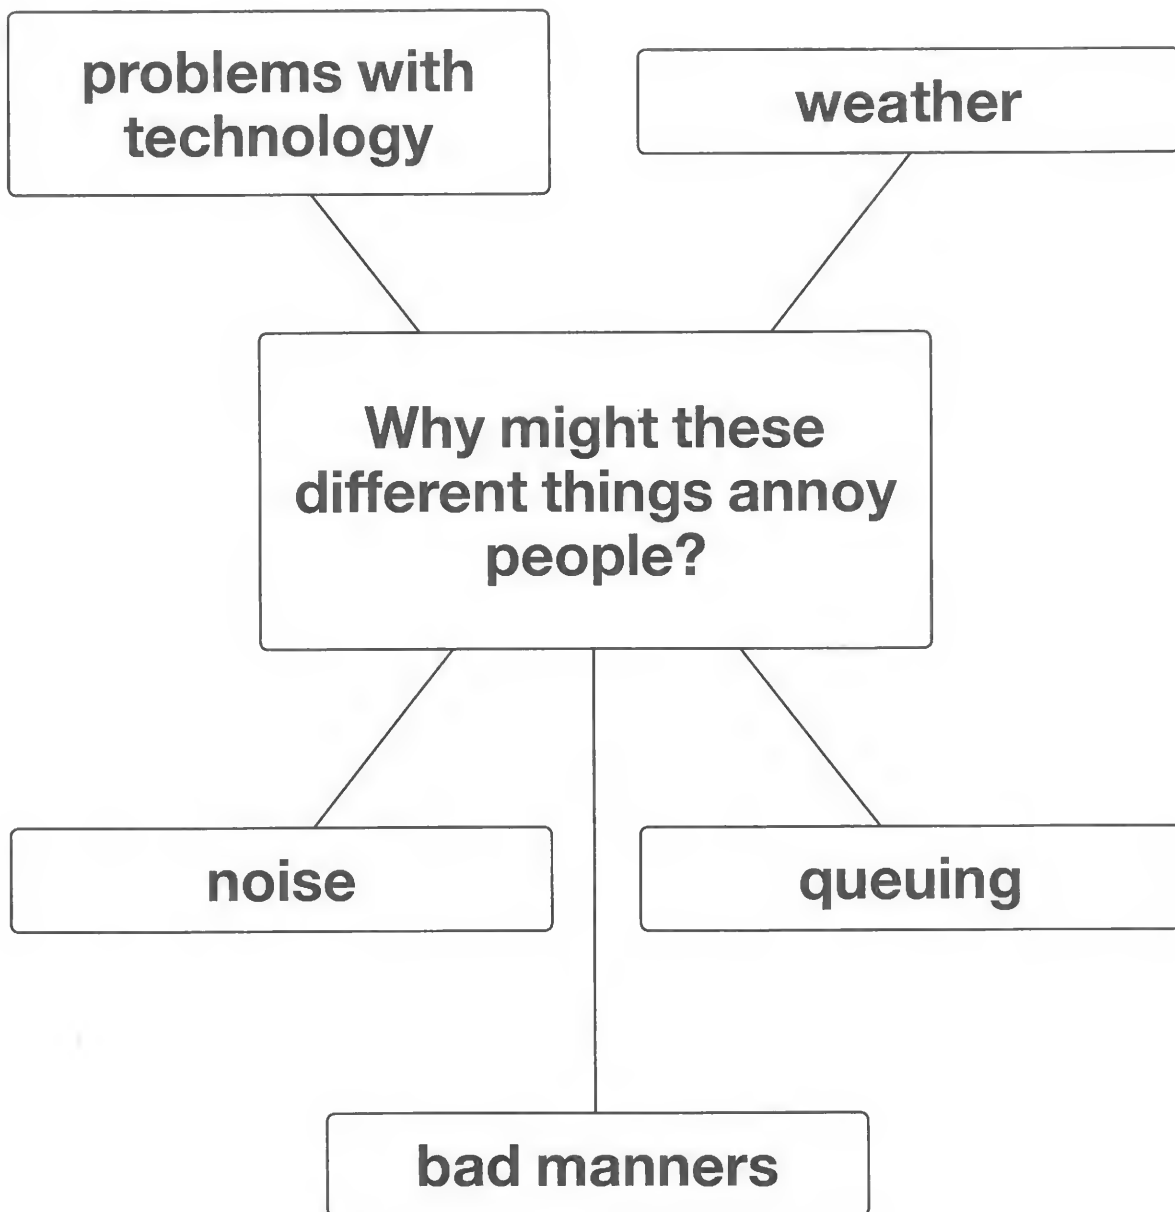 problems with
technology
weather
Why might these
different things annoy
people?
noise
queuing
bad manners